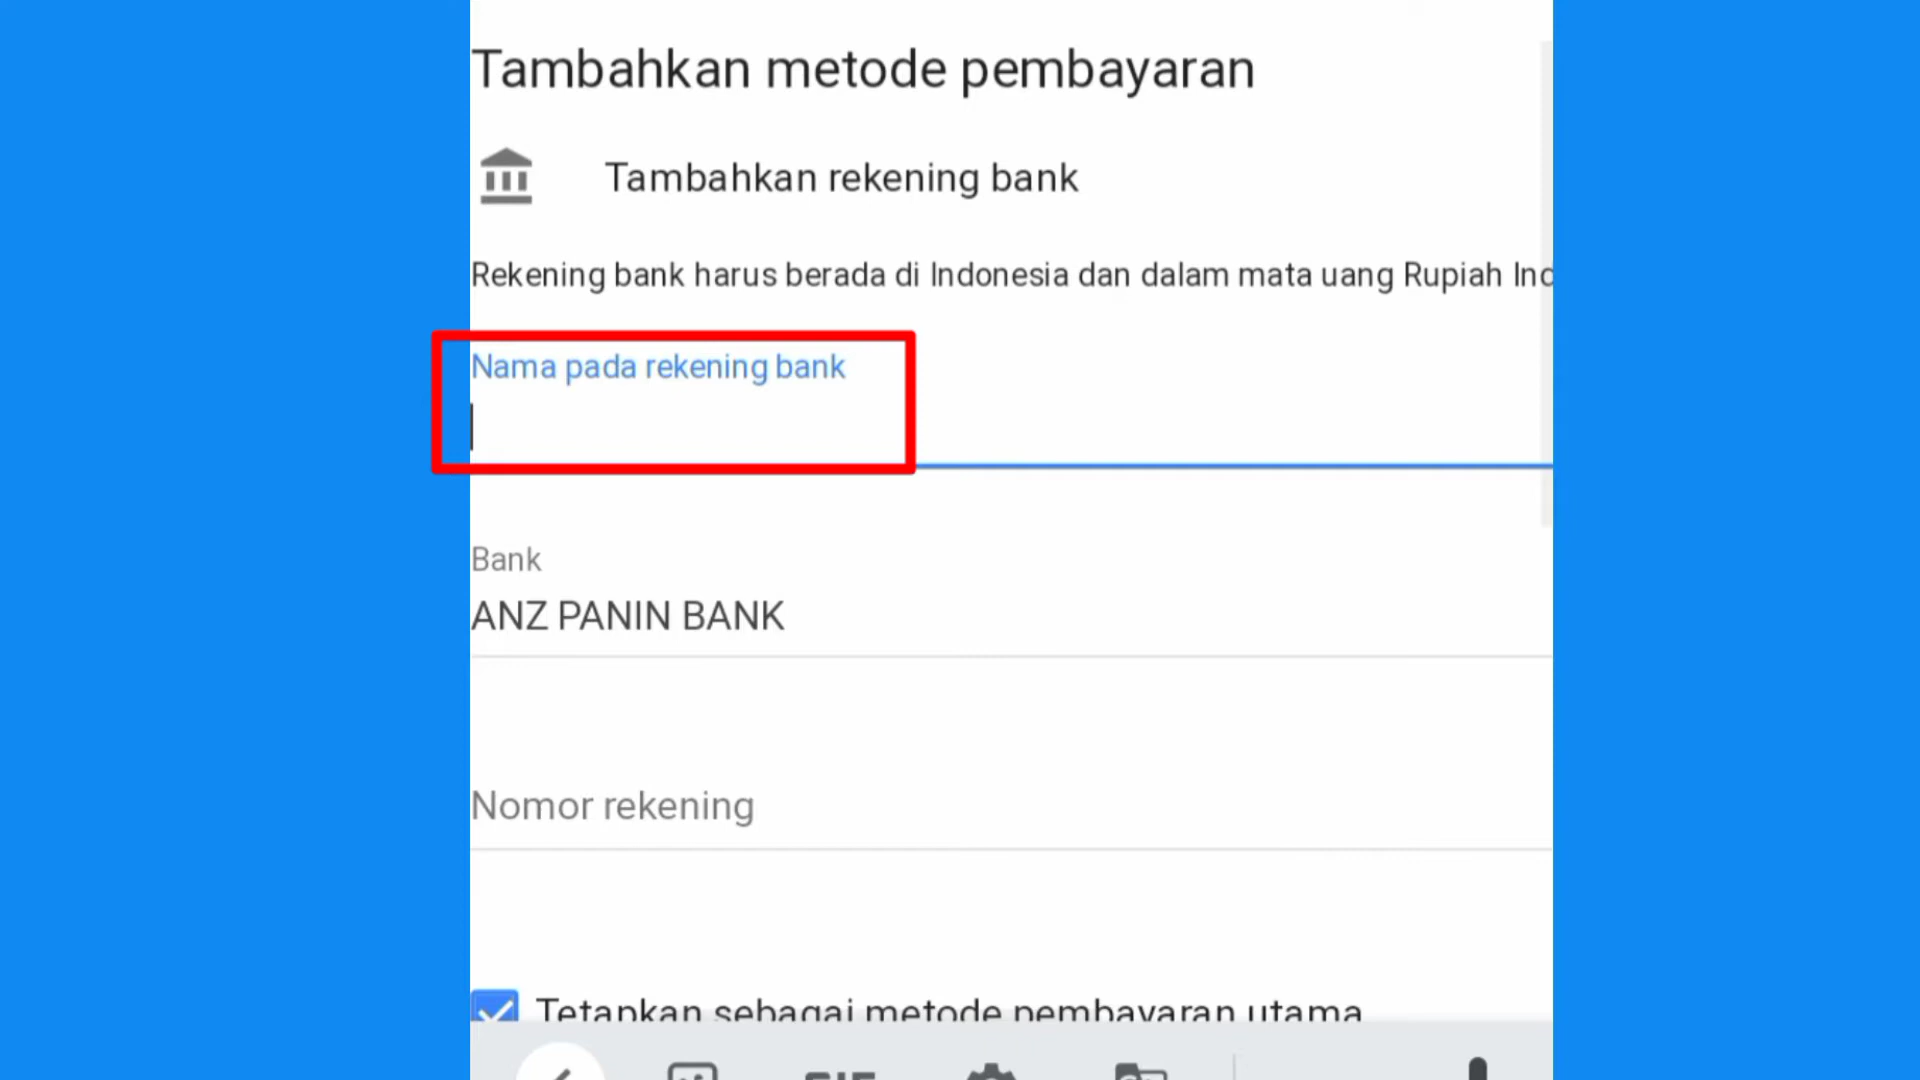 Tambahkan metode pembayaran
Tambahkan rekening bank
Rekening bank harus berada di Indonesia dan dalam mata uang Rupiah
Nama pada rekening bank
Bank
ANZ PANIN BANK
Nomor rekening
Tetapkan sebagai metode pembayaran utama
GIF